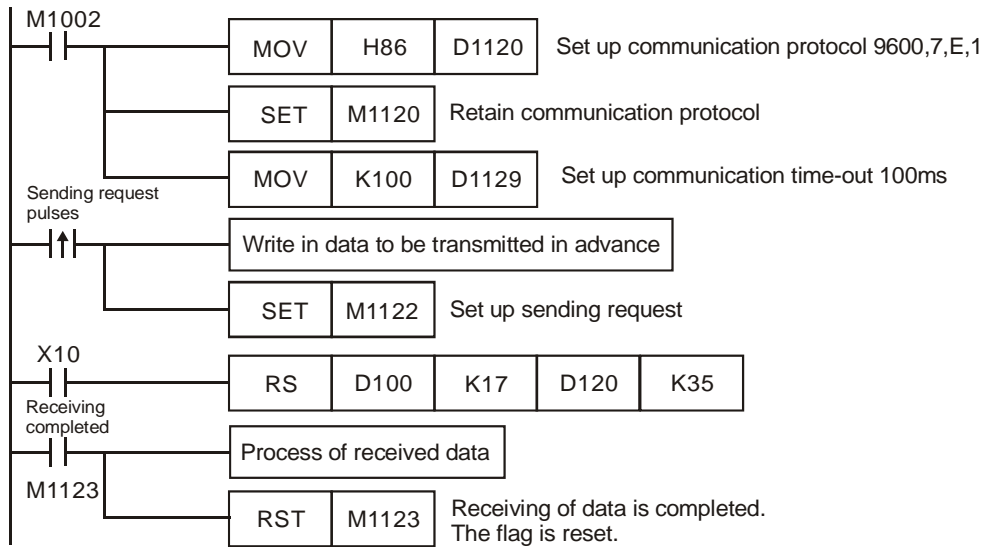 M1002
MOV H86 D1120 Set up communication protocol 9600,7,E,1
SET M1120 Retain communication protocol
MOV K100 D1129 Set up communication time-out 100ms
Sending request
pulses
Write in data to be transmitted in advance
SET M1122 Set up sending request
X10
RS D100 K17 D120 K35
Receiving
completed
Process of received data
M1123
RST M1123 Receiving of data is completed.
The flag is reset.